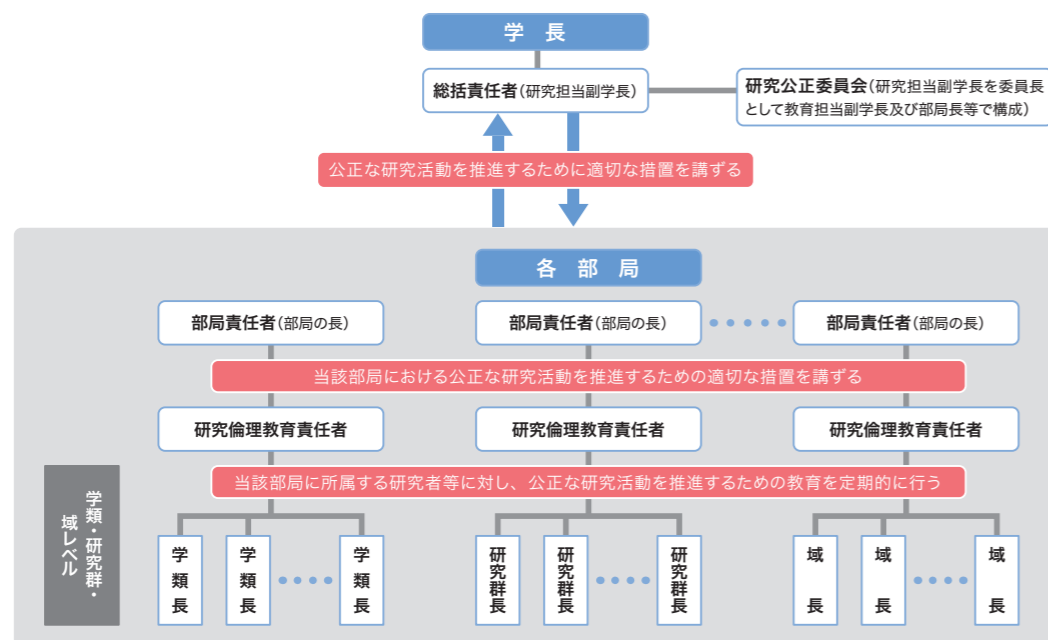 学長
総括責任者(研究担当副学長)
研究公正委員会(研究担当副学長を委員長
として教育担当副学長及び部局長等で構成)
公正な研究活動を推進するために適切な措置を講ずる
各部局
部局責任者(部局の長)
部局責任者(部局の長)
部局責任者(部局の長)
当該部局における公正な研究活動を推進するための適切な措置を講ずる
研究倫理教育責任者
研究倫理教育責任者
研究倫理教育責任者
当該部局に所属する研究者等に対し、公正な研究活動を推進するための教育を定期的に行う
学類・研究群・
域レベル
学類長
学類長
学類長
研究群長
研究群長
研究群長
域長
域長
域長